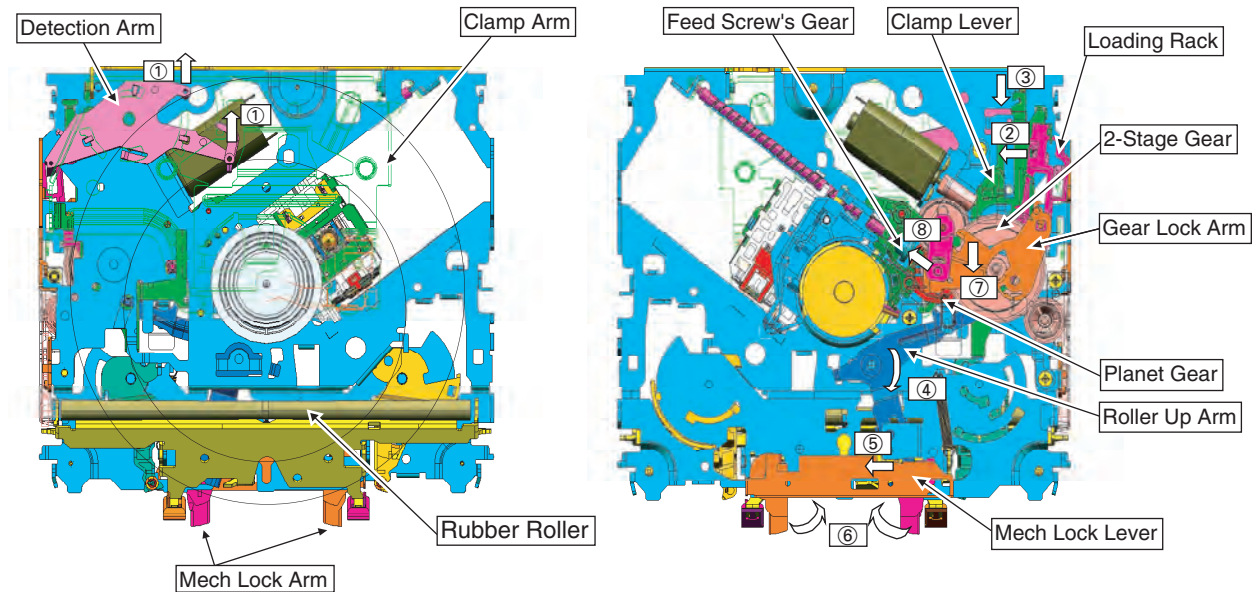 Detection Arm
Clamp Arm
①
①
Rubber Roller
Mech Lock Arm
Feed Screw's Gear
Clamp Lever
Loading Rack
③
②
2-Stage Gear
Gear Lock Arm
⑧
⑦
Planet Gear
④
Roller Up Arm
⑤
Mech Lock Lever
⑥